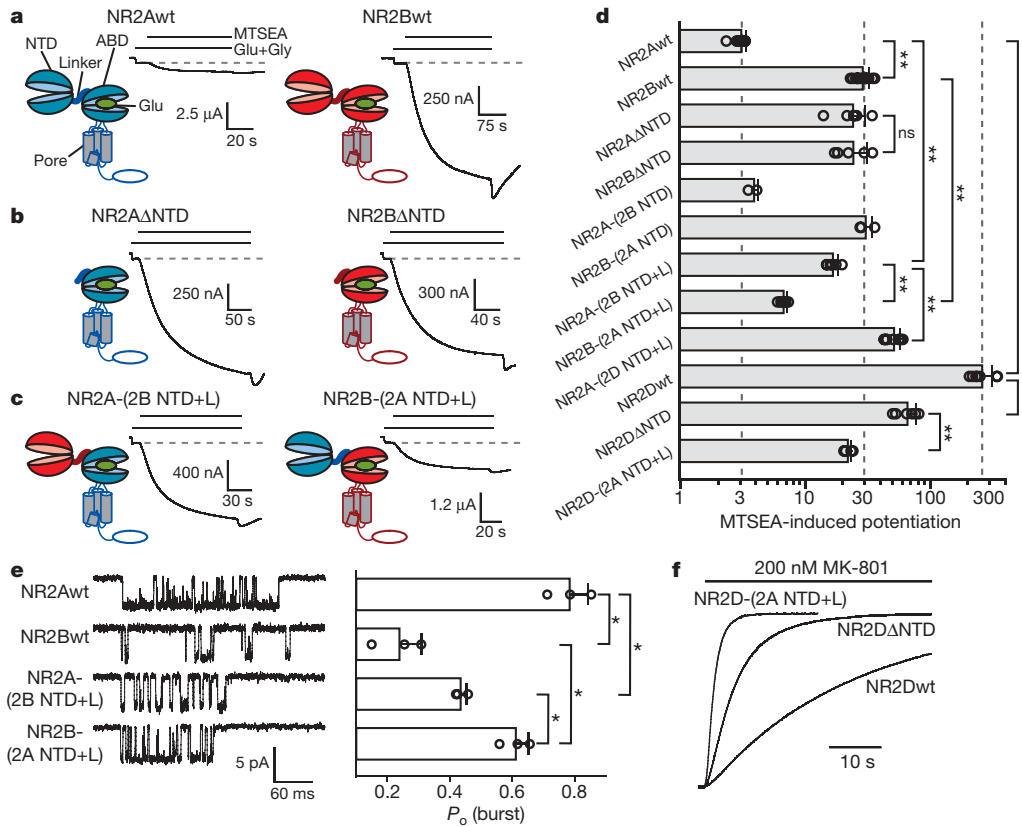 a
NR2Awt
NTD
ABD
Linker
MTSEA
Glu+Gly
Glu
Pore
2.5 μA
20 s
NR2Bwt
250 nA
75 s
b
NR2AΔNTD
250 nA
50 s
NR2BΔNTD
300 nA
40 s
c
NR2A-(2B NTD+L)
400 nA
30 s
NR2B-(2A NTD+L)
1.2 μA
20 s
d
NR2Awt
NR2Bwt
NR2AΔNTD
NR2BΔNTD
NR2A-(2B NTD)
NR2B-(2A NTD)
NR2A-(2B NTD+L)
NR2B-(2A NTD+L)
NR2A-(2D NTD+L)
NR2Dwt
NR2DΔNTD
NR2D-(2A NTD+L)
**
ns
**
**
**
**
**
1 3 10 30 100 300
MTSEA-induced potentiation
e
NR2Awt
NR2Bwt
NR2A-
(2B NTD+L)
NR2B-
(2A NTD+L)
5 pA
60 ms
*
*
*
*
0.2 0.4 0.6 0.8
Po (burst)
f
200 nM MK-801
NR2D-(2A NTD+L)
NR2DΔNTD
NR2Dwt
10 s